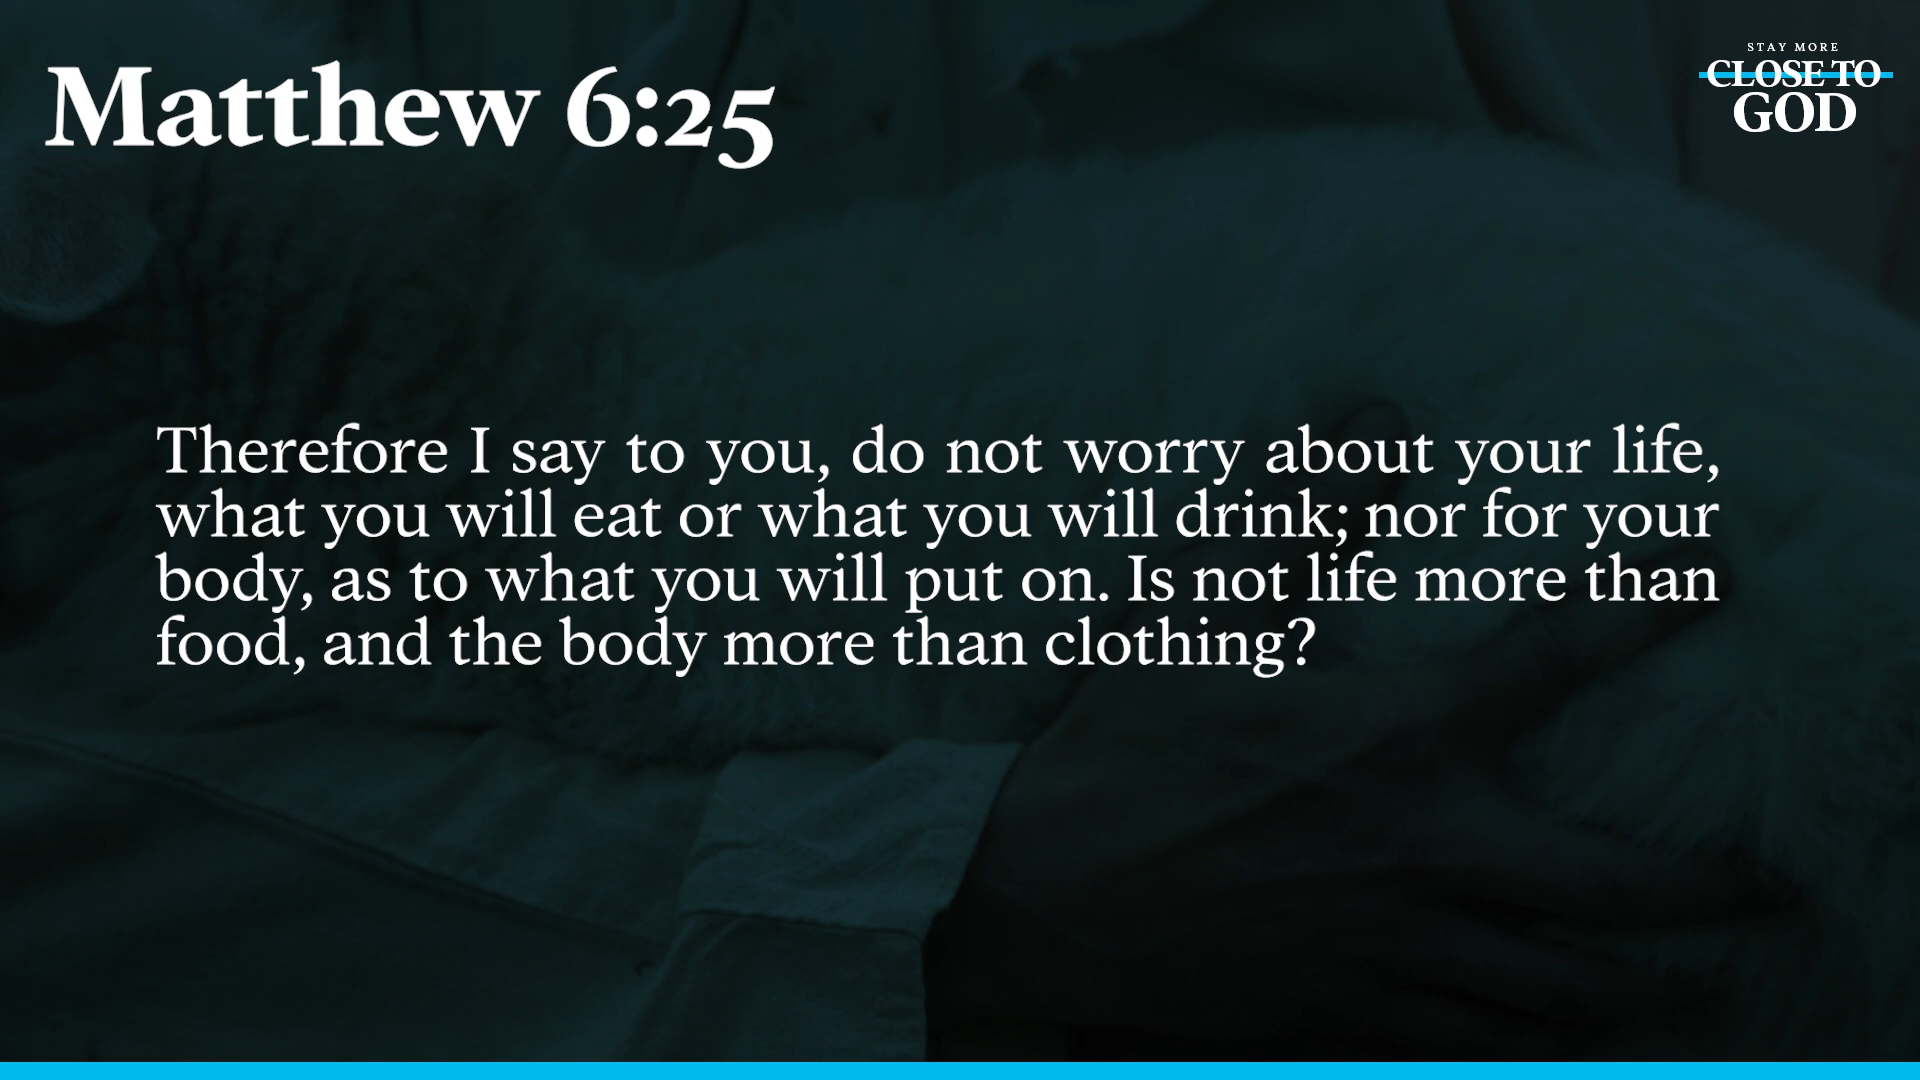 Matthew 6:25
STAY MORE
CLOSE TO
GOD
Therefore I say to you, do not worry about your life,
what you will eat or what you will drink; nor for your
body, as to what you will put on. Is not life more than
food, and the body more than clothing?